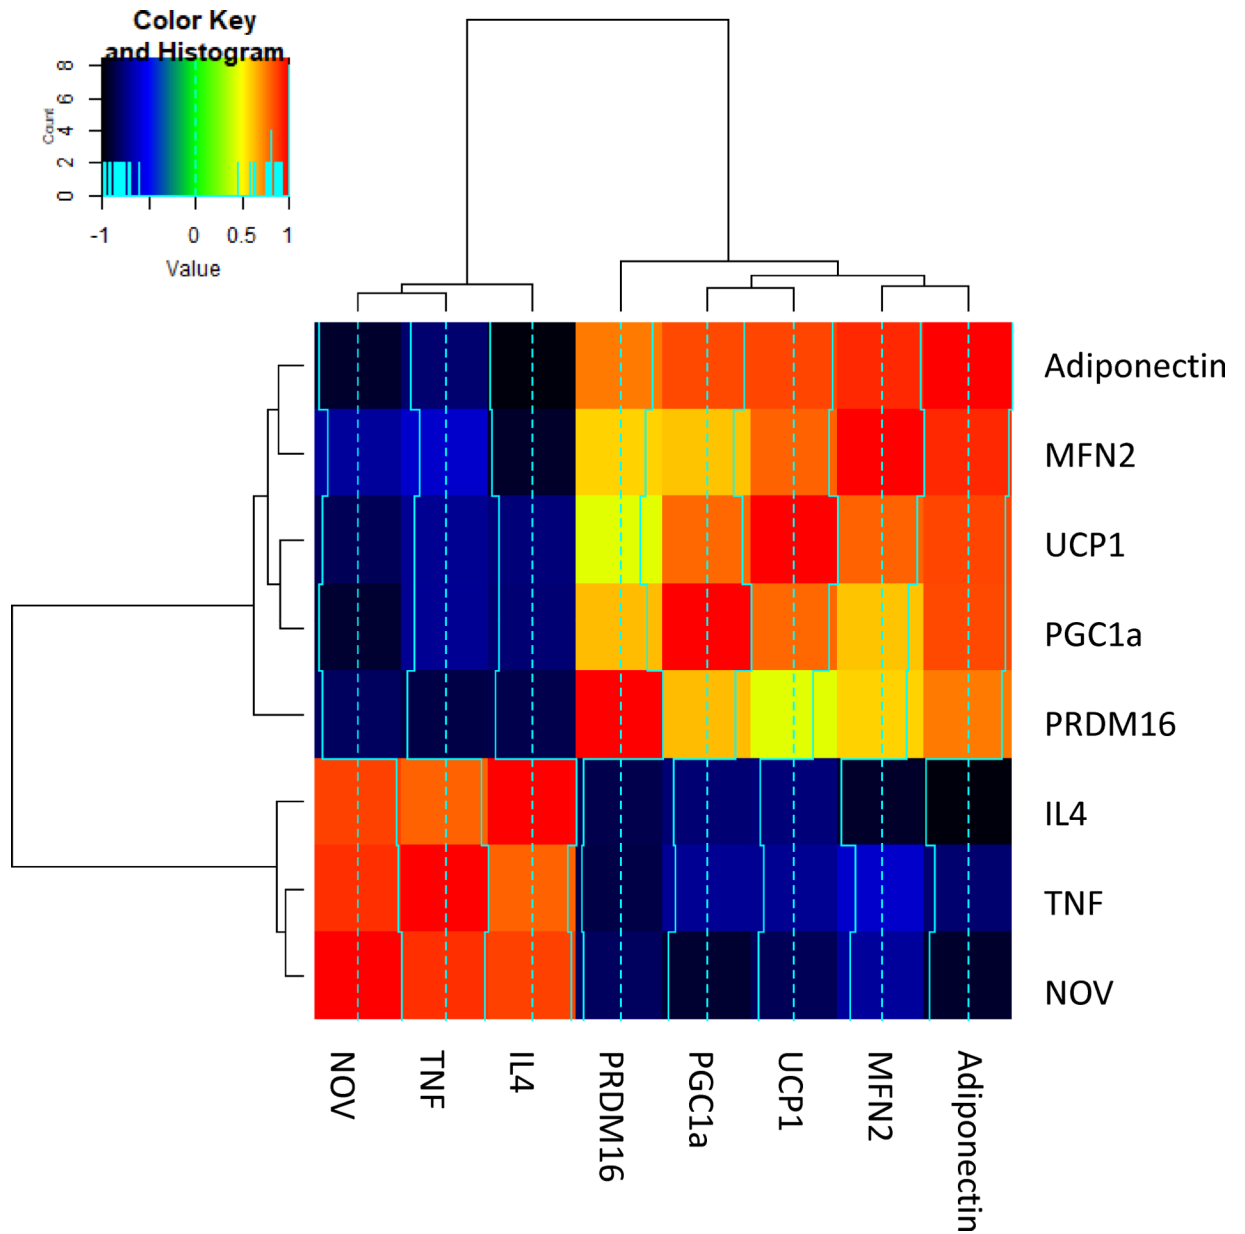 Color Key
and Histogram
8
6
4
2
0
Count
-1
0
0.5
1
Value
Adiponectin
MFN2
UCP1
PGC1a
PRDM16
IL4
TNF
NOV
NOV
TNF
IL4
PRDM16
PGC1a
UCP1
MFN2
Adiponectin